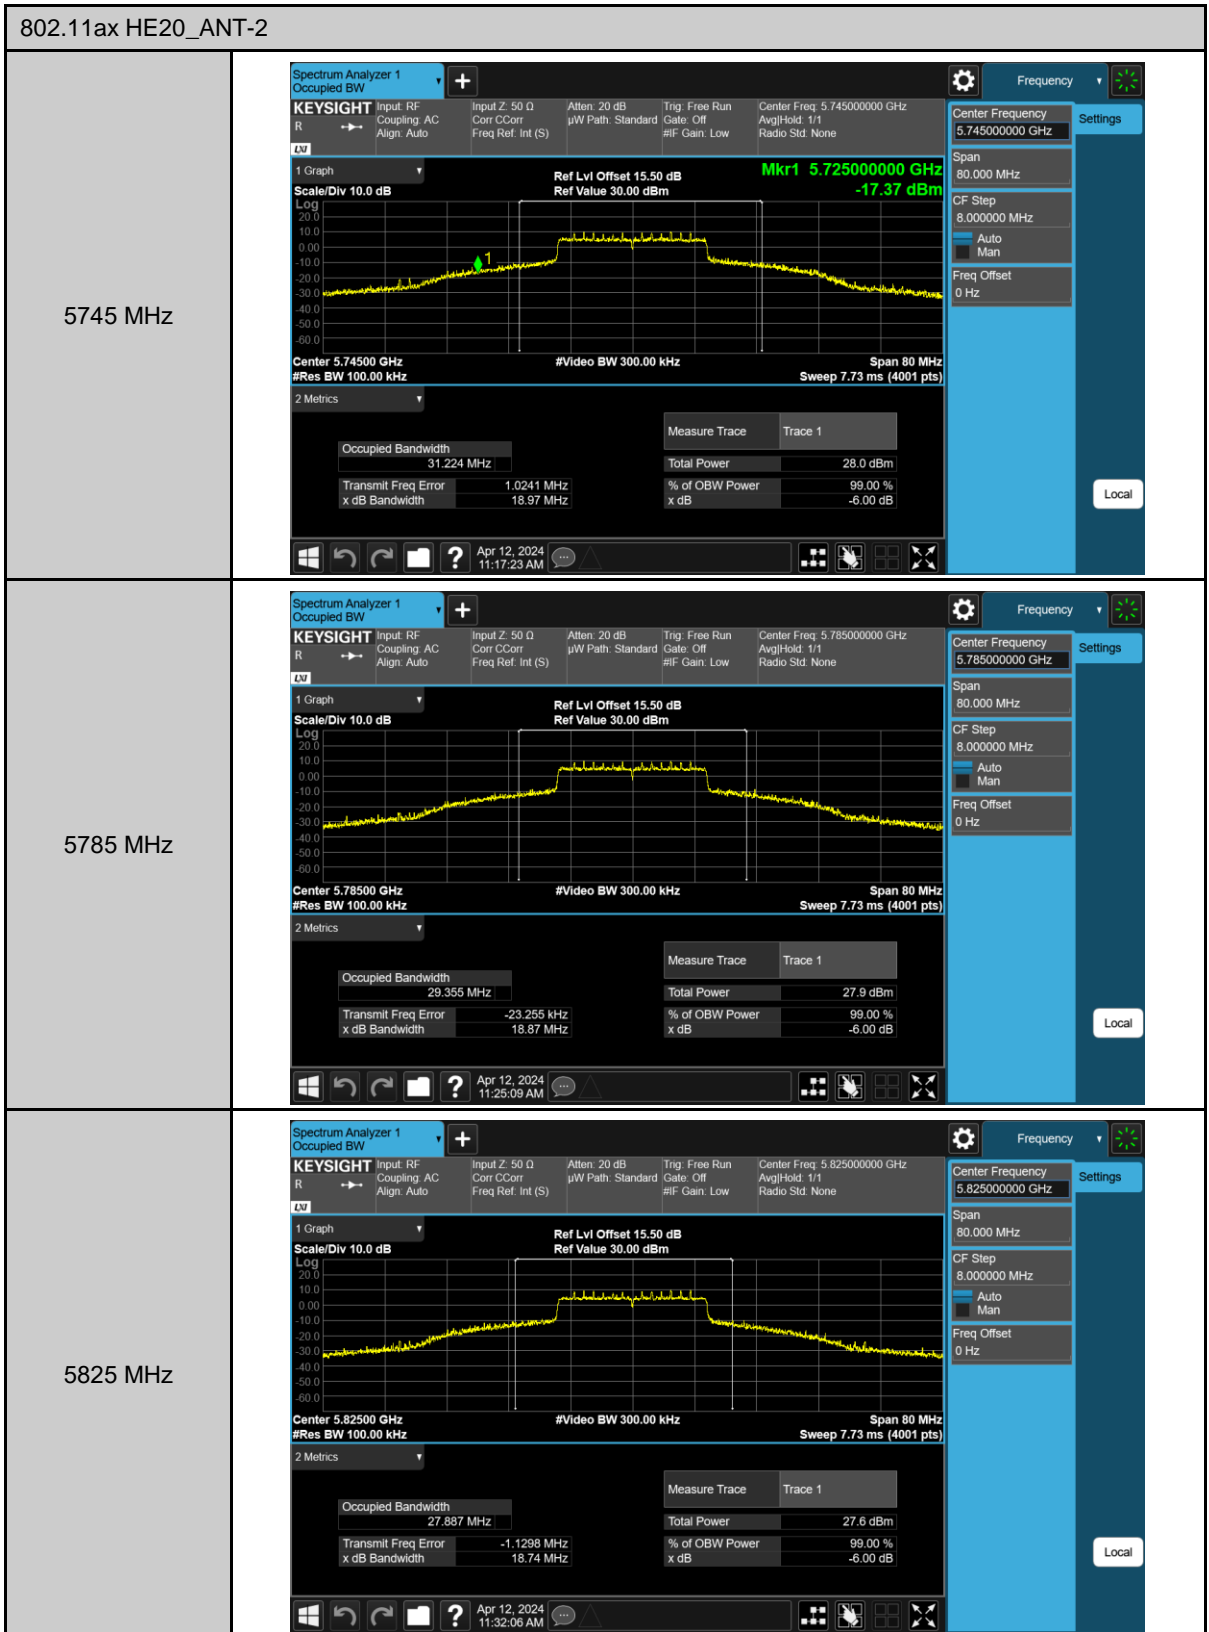 802.11ax HE20_ANT-2
5745 MHz
Spectrum Analyzer 1
Occupied BW
Frequency
KEYSIGHT
R
LXI
Input: RF
Coupling: AC
Align: Auto
Input Z: 50 Ω
Corr CCorr
Freq Ref: Int (S)
Atten: 20 dB
µW Path: Standard
Trig: Free Run
Gate: Off
#IF Gain: Low
Center Freq: 5.745000000 GHz
Avg|Hold: 1/1
Radio Std: None
Center Frequency
5.745000000 GHz
Settings
Span
80.000 MHz
CF Step
8.000000 MHz
Auto
Man
Freq Offset
0 Hz
Local
1 Graph
Scale/Div 10.0 dB
Ref Lvl Offset 15.50 dB
Ref Value 30.00 dBm
Mkr1 5.725000000 GHz
-17.37 dBm
Log
20.0
10.0
0.00
-10.0
-20.0
-30.0
-40.0
-50.0
-60.0
1
Center 5.74500 GHz
#Res BW 100.00 kHz
#Video BW 300.00 kHz
Span 80 MHz
Sweep 7.73 ms (4001 pts)
2 Metrics
Measure Trace Trace 1
Occupied Bandwidth
31.224 MHz
Total Power 28.0 dBm
Transmit Freq Error 1.0241 MHz
% of OBW Power 99.00 %
x dB Bandwidth 18.97 MHz
x dB -6.00 dB
Apr 12, 2024
11:17:23 AM
5785 MHz
Spectrum Analyzer 1
Occupied BW
Frequency
KEYSIGHT
R
LXI
Input: RF
Coupling: AC
Align: Auto
Input Z: 50 Ω
Corr CCorr
Freq Ref: Int (S)
Atten: 20 dB
µW Path: Standard
Trig: Free Run
Gate: Off
#IF Gain: Low
Center Freq: 5.785000000 GHz
Avg|Hold: 1/1
Radio Std: None
Center Frequency
5.785000000 GHz
Settings
Span
80.000 MHz
CF Step
8.000000 MHz
Auto
Man
Freq Offset
0 Hz
Local
1 Graph
Scale/Div 10.0 dB
Ref Lvl Offset 15.50 dB
Ref Value 30.00 dBm
Log
20.0
10.0
0.00
-10.0
-20.0
-30.0
-40.0
-50.0
-60.0
Center 5.78500 GHz
#Res BW 100.00 kHz
#Video BW 300.00 kHz
Span 80 MHz
Sweep 7.73 ms (4001 pts)
2 Metrics
Measure Trace Trace 1
Occupied Bandwidth
29.355 MHz
Total Power 27.9 dBm
Transmit Freq Error -23.255 kHz
% of OBW Power 99.00 %
x dB Bandwidth 18.87 MHz
x dB -6.00 dB
Apr 12, 2024
11:25:09 AM
5825 MHz
Spectrum Analyzer 1
Occupied BW
Frequency
KEYSIGHT
R
LXI
Input: RF
Coupling: AC
Align: Auto
Input Z: 50 Ω
Corr CCorr
Freq Ref: Int (S)
Atten: 20 dB
µW Path: Standard
Trig: Free Run
Gate: Off
#IF Gain: Low
Center Freq: 5.825000000 GHz
Avg|Hold: 1/1
Radio Std: None
Center Frequency
5.825000000 GHz
Settings
Span
80.000 MHz
CF Step
8.000000 MHz
Auto
Man
Freq Offset
0 Hz
Local
1 Graph
Scale/Div 10.0 dB
Ref Lvl Offset 15.50 dB
Ref Value 30.00 dBm
Log
20.0
10.0
0.00
-10.0
-20.0
-30.0
-40.0
-50.0
-60.0
Center 5.82500 GHz
#Res BW 100.00 kHz
#Video BW 300.00 kHz
Span 80 MHz
Sweep 7.73 ms (4001 pts)
2 Metrics
Measure Trace Trace 1
Occupied Bandwidth
27.887 MHz
Total Power 27.6 dBm
Transmit Freq Error -1.1298 MHz
% of OBW Power 99.00 %
x dB Bandwidth 18.74 MHz
x dB -6.00 dB
Apr 12, 2024
11:32:06 AM